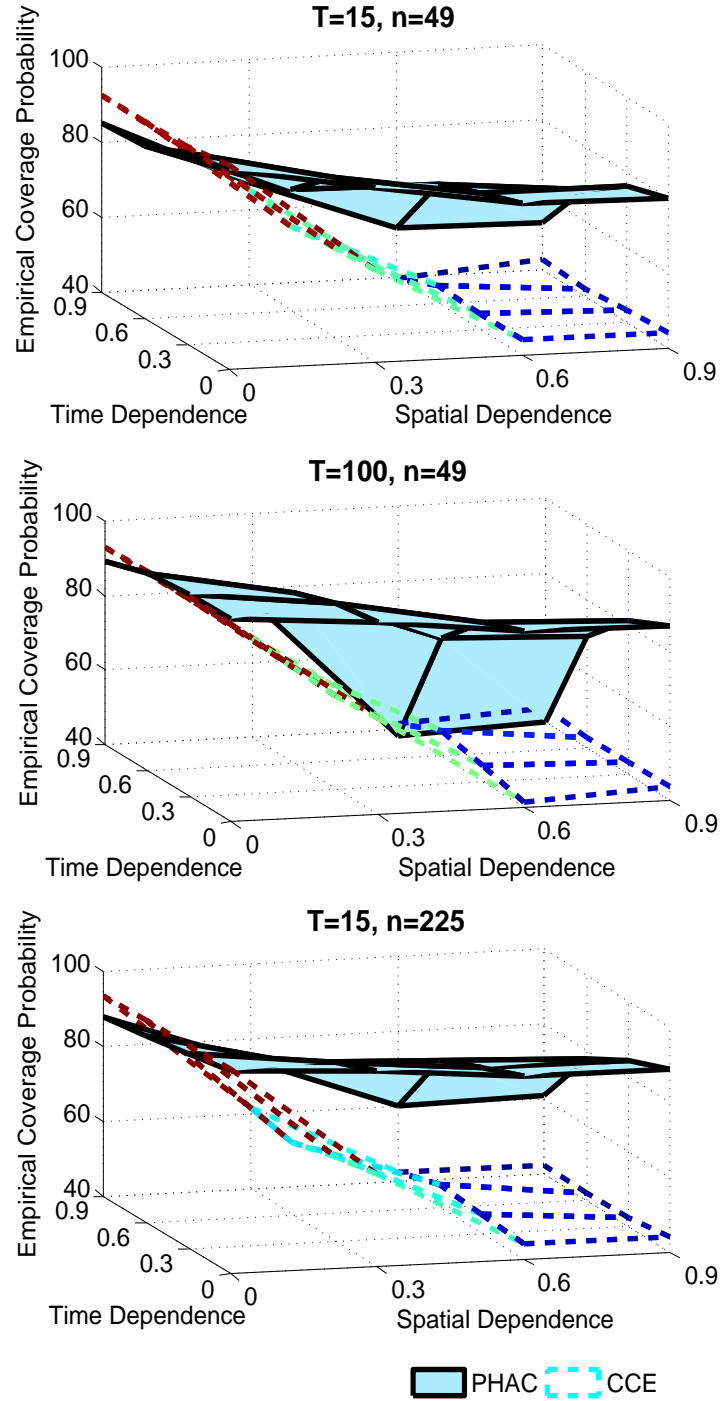 T=15, n=49
Empirical Coverage Probability
100
80
60
40
0.9
0.6
0.3
0
0
0.3
0.6
0.9
Time Dependence
Spatial Dependence
T=100, n=49
Empirical Coverage Probability
100
80
60
40
0.9
0.6
0.3
0
0
0.3
0.6
0.9
Time Dependence
Spatial Dependence
T=15, n=225
Empirical Coverage Probability
100
80
60
40
0.9
0.6
0.3
0
0
0.3
0.6
0.9
Time Dependence
Spatial Dependence
PHAC CCE